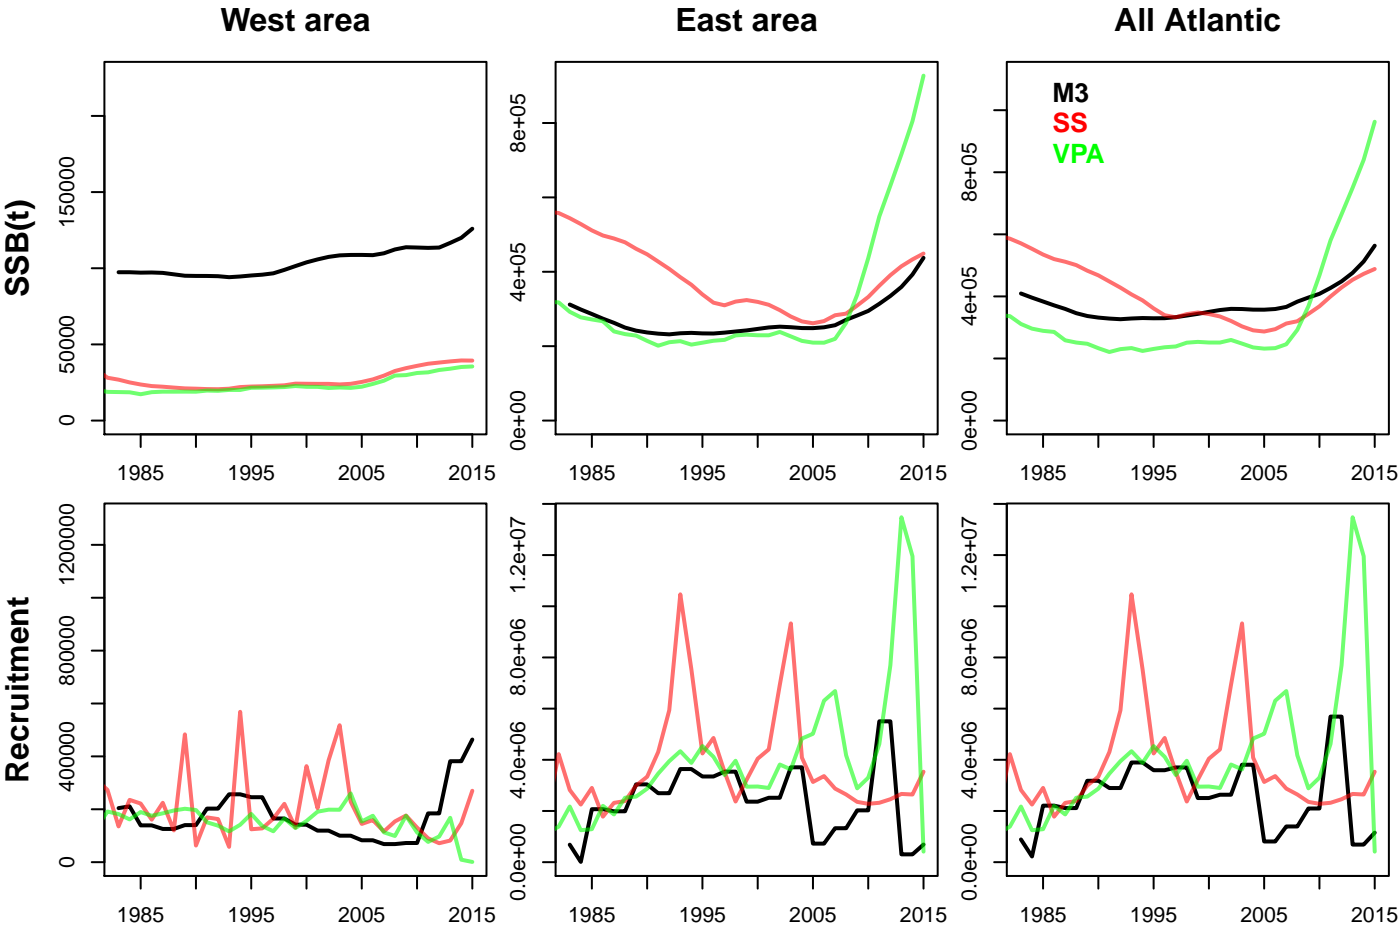 West area
East area
All Atlantic
SSB(t)
0
50000
150000
0e+00
4e+05
8e+05
0e+00
4e+05
8e+05
M3
SS
VPA
1985
1995
2005
2015
1985
1995
2005
2015
1985
1995
2005
2015
Recruitment
0
400000
800000
1200000
0.0e+00
4.0e+06
8.0e+06
1.2e+07
0.0e+00
4.0e+06
8.0e+06
1.2e+07
1985
1995
2005
2015
1985
1995
2005
2015
1985
1995
2005
2015